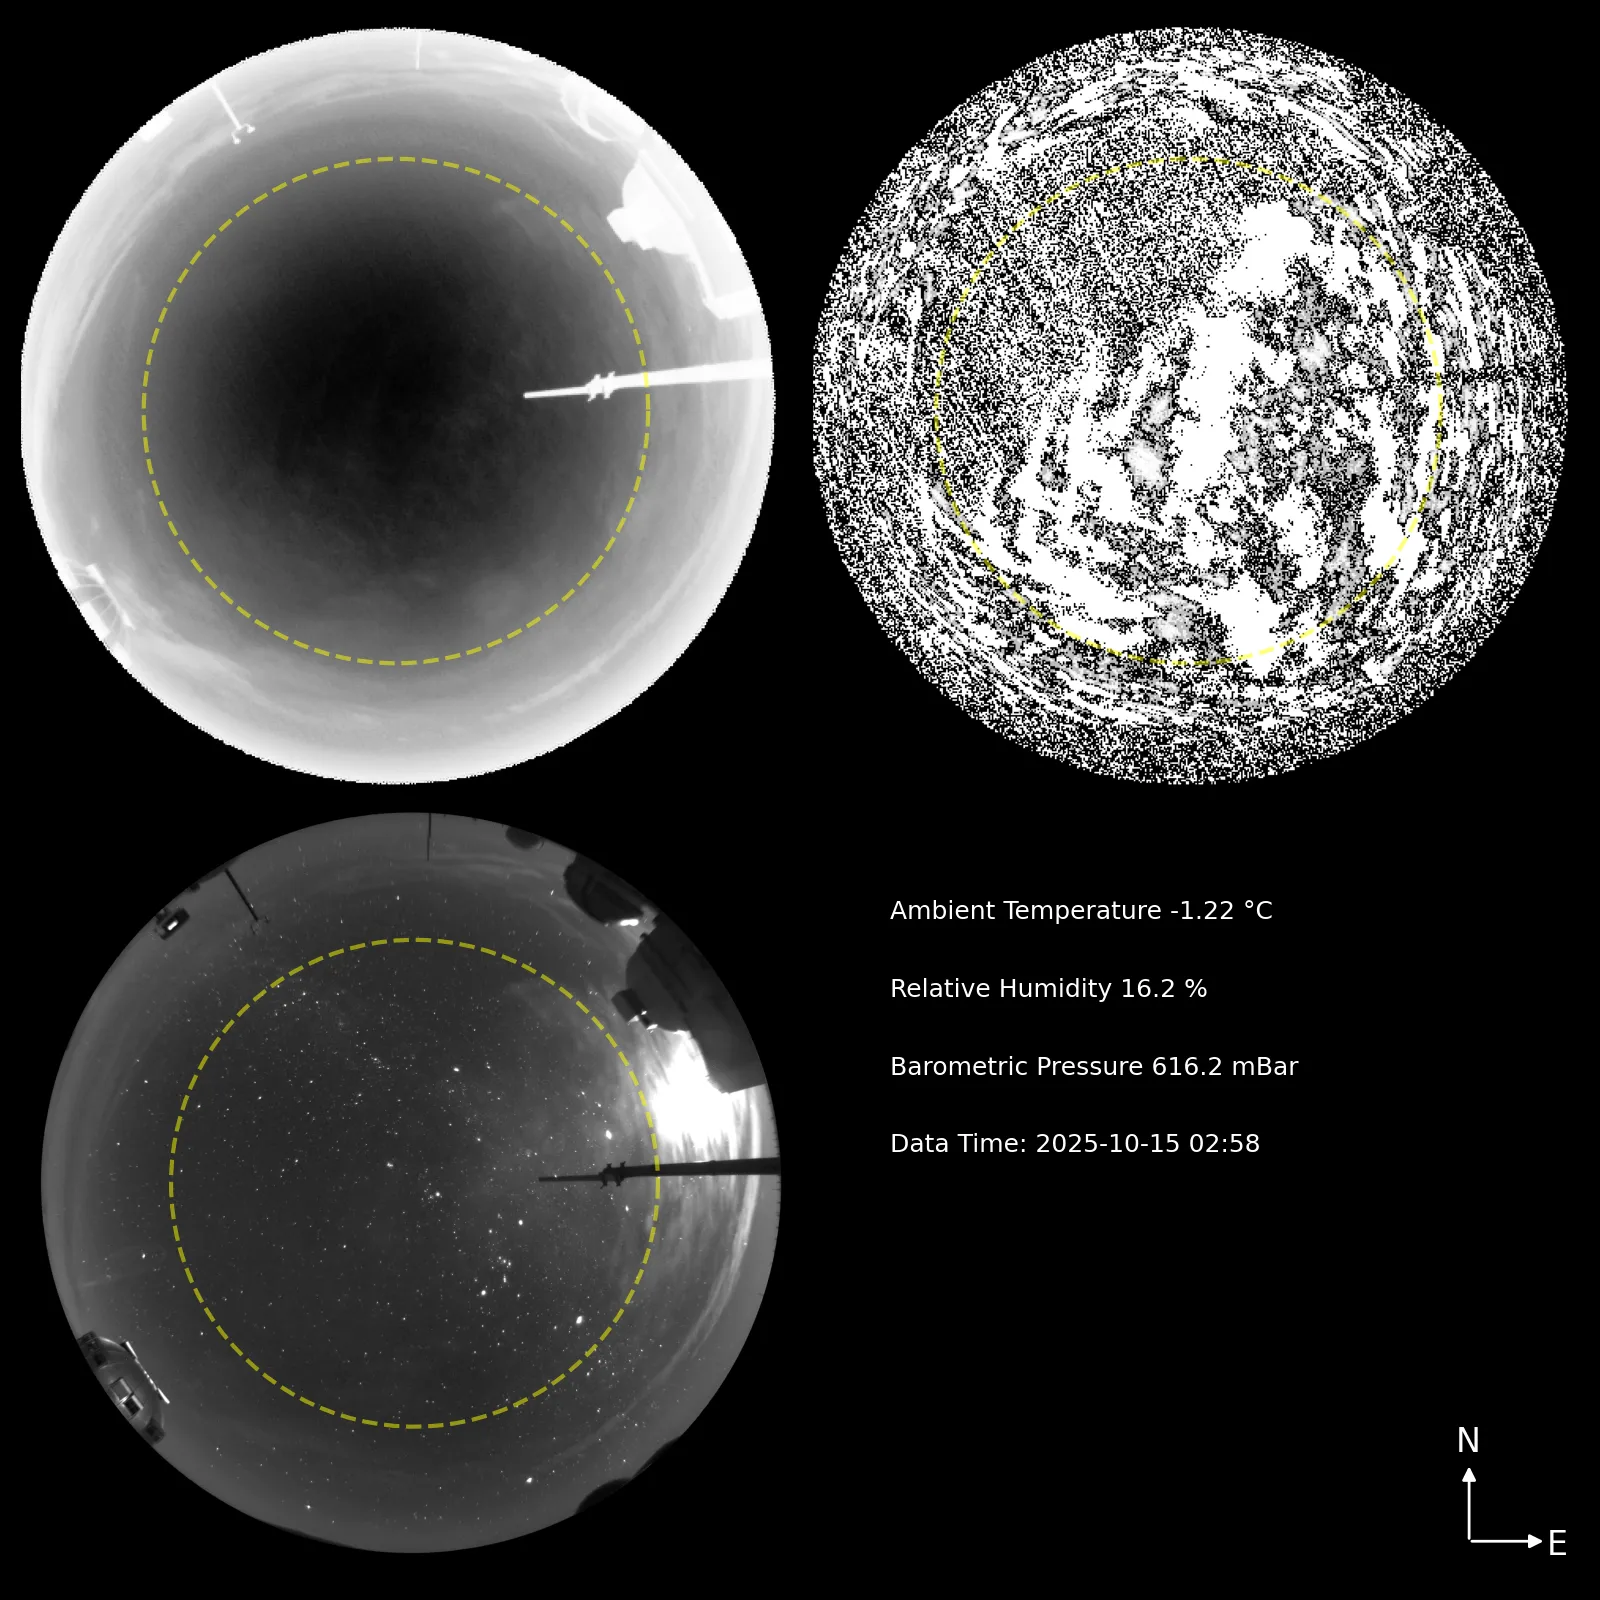 Ambient Temperature -1.22 °C
Relative Humidity 16.2 %
Barometric Pressure 616.2 mBar
Data Time: 2025-10-15 02:58
N
E